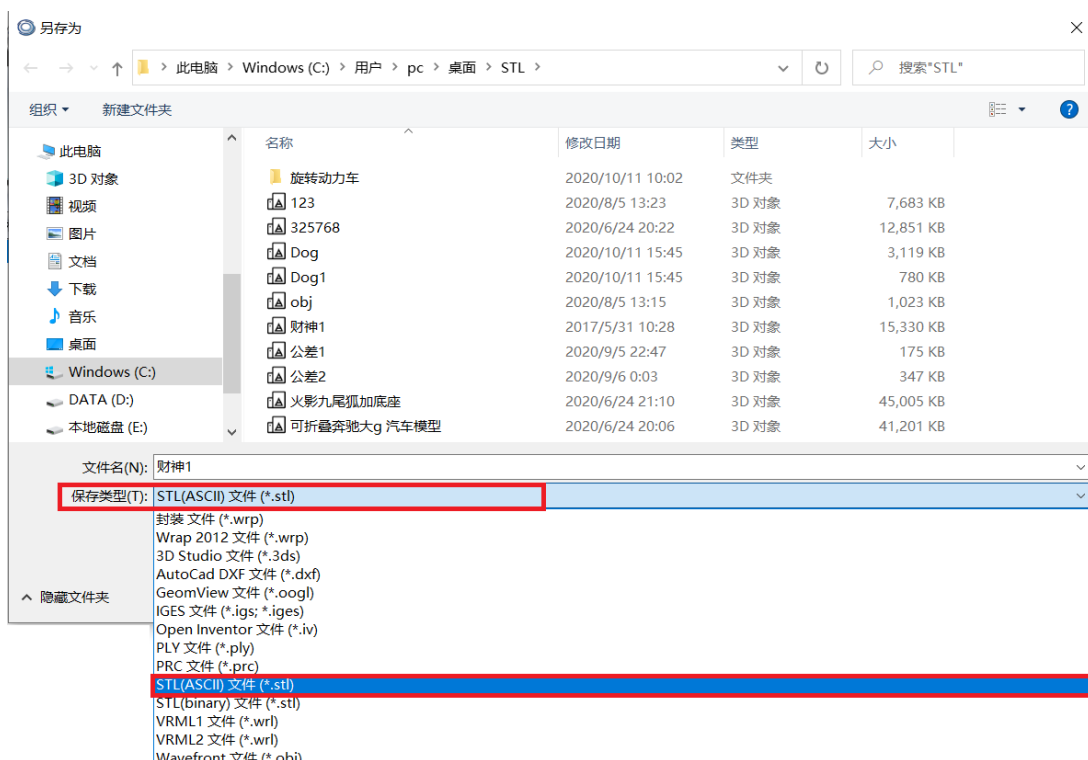 另存为
此电脑 > Windows (C:) > 用户 > pc > 桌面 > STL >
搜索"STL"
组织 新建文件夹
名称 修改日期 类型 大小
此电脑
3D 对象
视频
图片
文档
下载
音乐
桌面
Windows (C:)
DATA (D:)
本地磁盘 (E:)
旋转动力车 2020/10/11 10:02 文件夹
123 2020/8/5 13:23 3D 对象 7,683 KB
325768 2020/6/24 20:22 3D 对象 12,851 KB
Dog 2020/10/11 15:45 3D 对象 3,119 KB
Dog1 2020/10/11 15:45 3D 对象 780 KB
obj 2020/8/5 13:15 3D 对象 1,023 KB
财神1 2017/5/31 10:28 3D 对象 15,330 KB
公差1 2020/9/5 22:47 3D 对象 175 KB
公差2 2020/9/6 0:03 3D 对象 347 KB
火影九尾狐加底座 2020/6/24 21:10 3D 对象 45,005 KB
可折叠奔驰大g 汽车模型 2020/6/24 20:06 3D 对象 41,201 KB
文件名(N): 财神1
保存类型(T): STL(ASCII) 文件 (*.stl)
封装 文件 (*.wrp)
Wrap 2012 文件 (*.wrp)
3D Studio 文件 (*.3ds)
AutoCad DXF 文件 (*.dxf)
GeomView 文件 (*.oogl)
IGES 文件 (*.igs; *.iges)
Open Inventor 文件 (*.iv)
PLY 文件 (*.ply)
PRC 文件 (*.prc)
STL(ASCII) 文件 (*.stl)
STL(binary) 文件 (*.stl)
VRML1 文件 (*.wrl)
VRML2 文件 (*.wrl)
Wavefront 文件 (*.obj)
隐藏文件夹